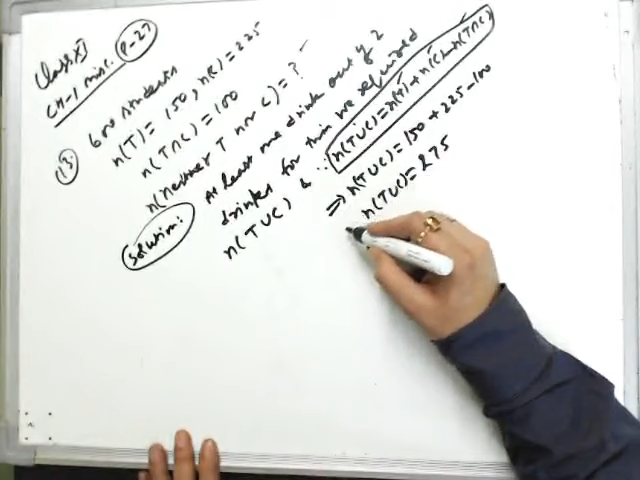 Class XI
CH-1 misc. P-27
13. 600 students
n(T) = 150, n(C) = 225
n(T∩C) = 100
n(neither T nor C) = ?
Solution: At least one drink out of 2
drinks for this we required
n(T∪C) & ∵ n(T∪C) = n(T) + n(C) - n(T∩C)
⇒ n(T∪C) = 150 + 225 - 100
n(T∪C) = 275